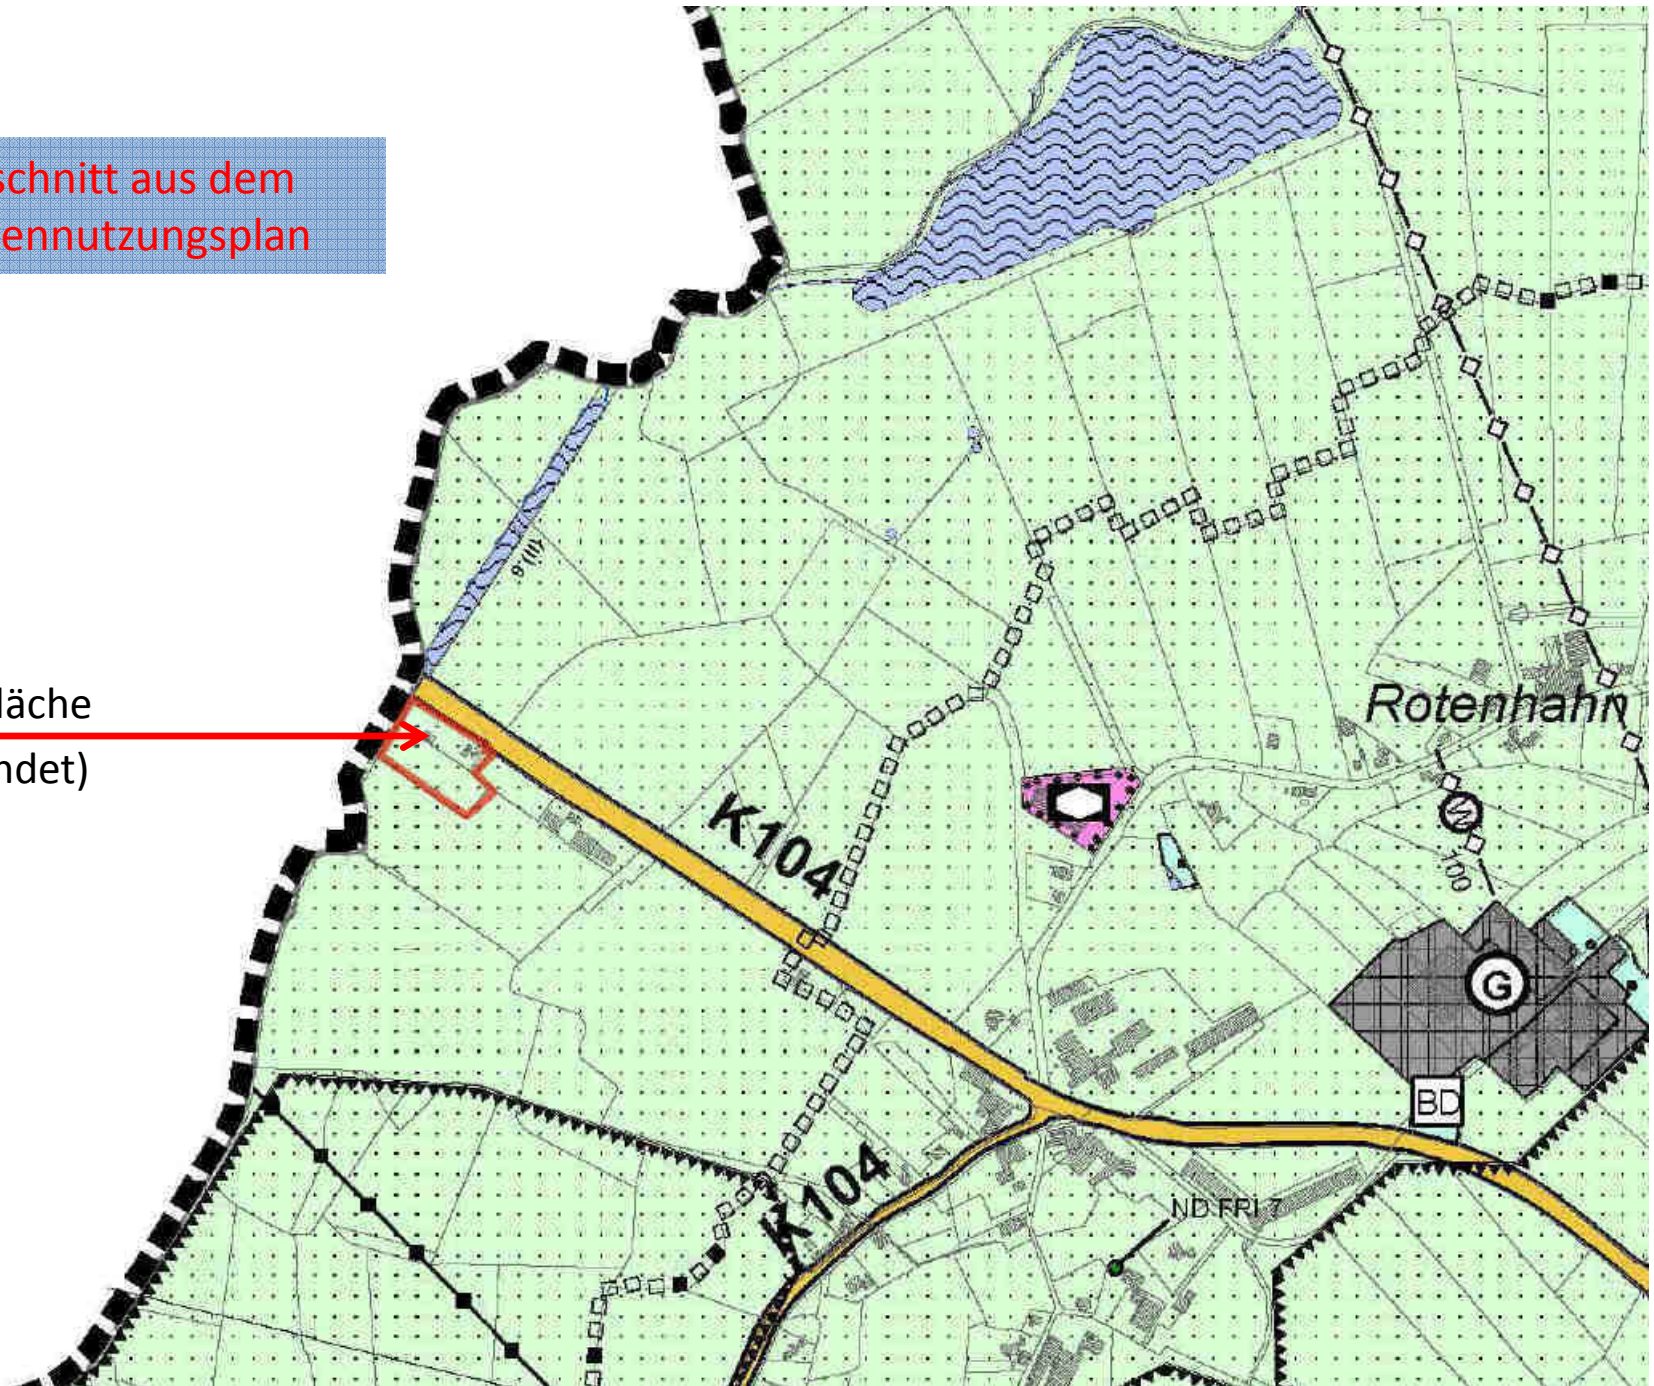 schnitt aus dem
ennutzungsplan
läche
ndet)
Rotenhahn
K104
W
100
G
BD
K104
ND FRI 7